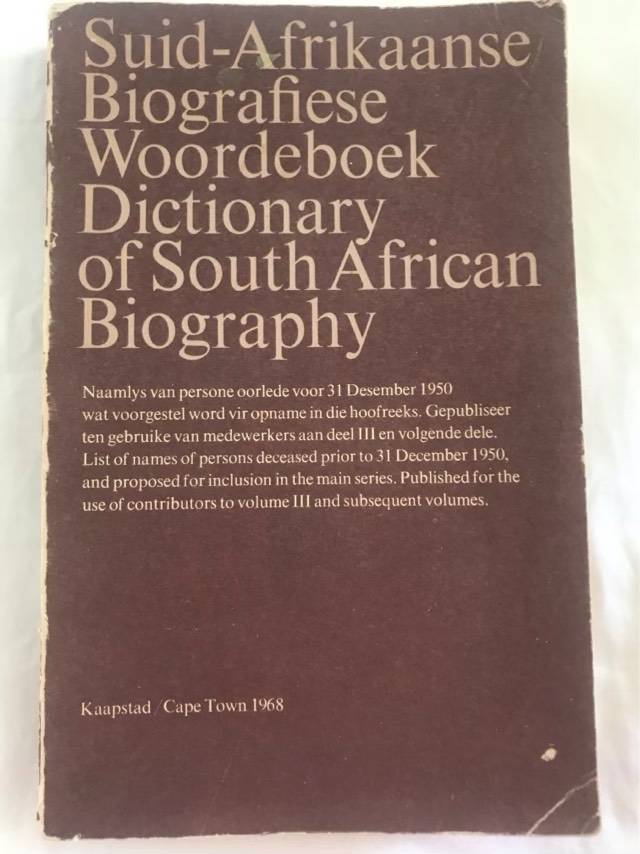 Suid-Afrikaanse
Biografiese
Woordeboek
Dictionary
of South African
Biography
Naamlys van persone oorlede voor 31 Desember 1950
wat voorgestel word vir opname in die hoofreeks. Gepubliseer
ten gebruike van medewerkers aan deel III en volgende dele.
List of names of persons deceased prior to 31 December 1950,
and proposed for inclusion in the main series. Published for the
use of contributors to volume III and subsequent volumes.
Kaapstad / Cape Town 1968